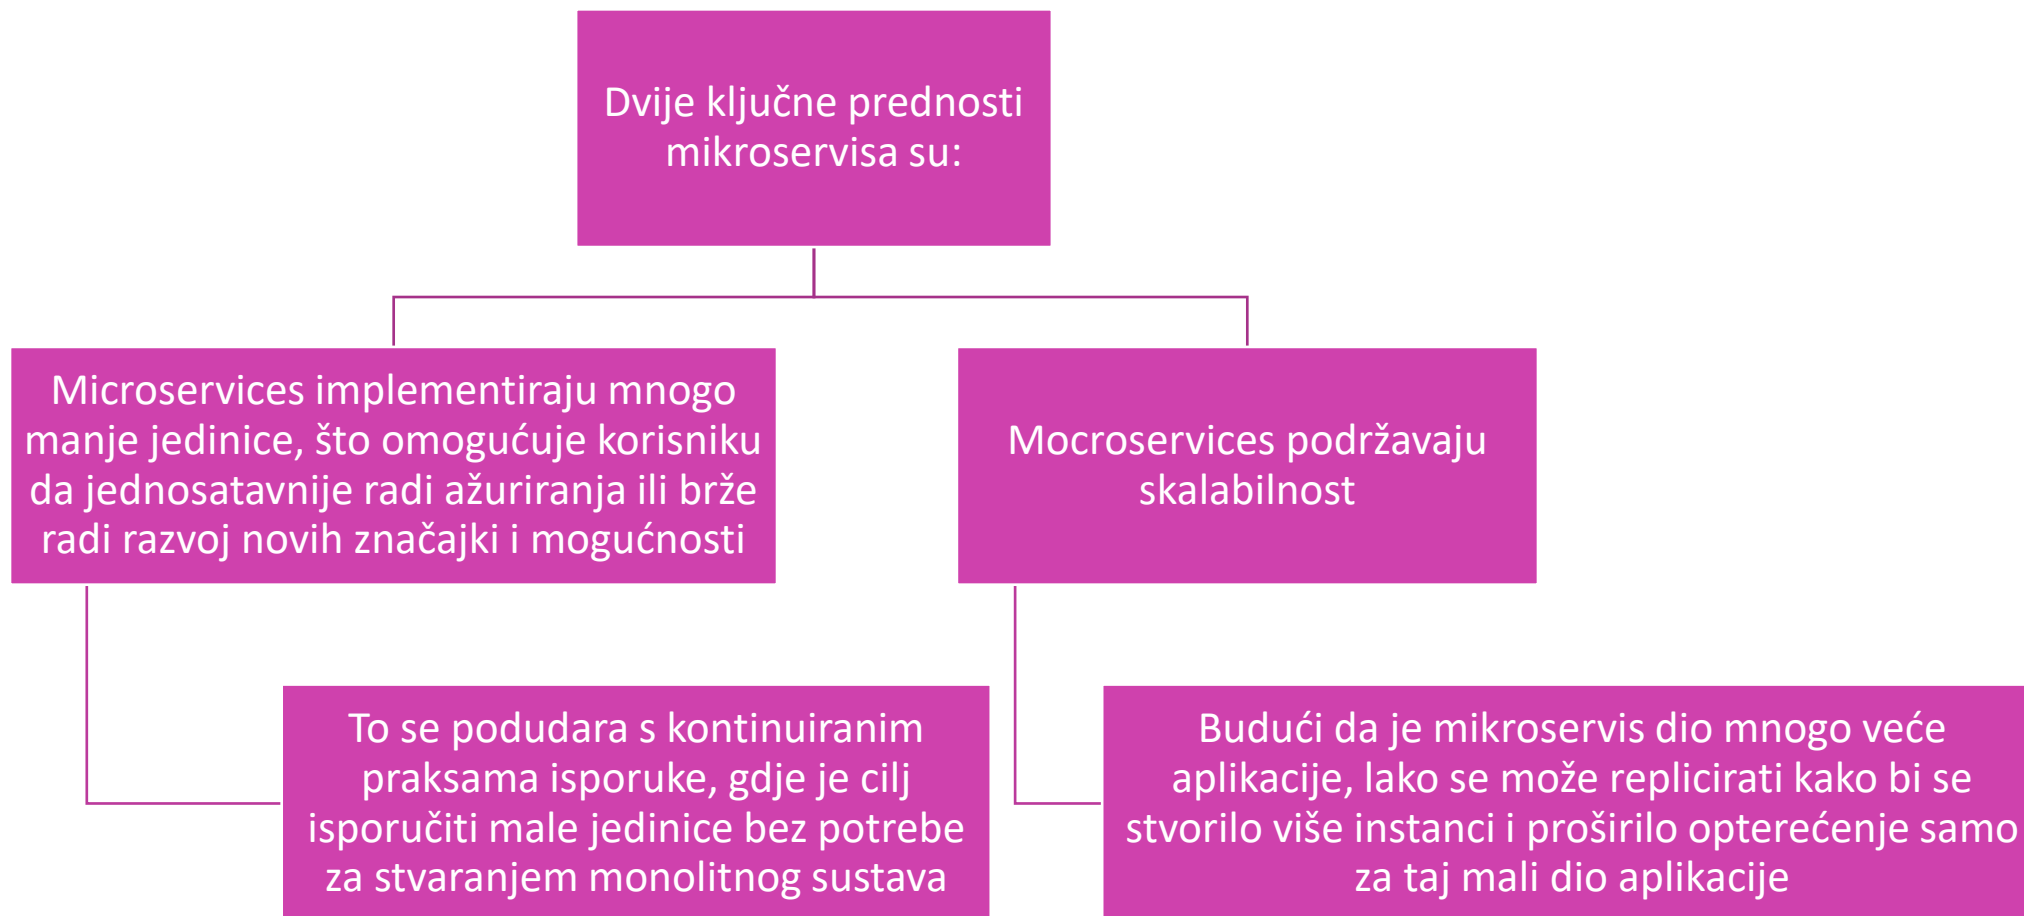 Dvije ključne prednosti
mikroservisa su:
Microservices implementiraju mnogo
manje jedinice, što omogućuje korisniku
da jednosatavnije radi ažuriranja ili brže
radi razvoj novih značajki i mogućnosti
To se podudara s kontinuiranim
praksama isporuke, gdje je cilj
isporučiti male jedinice bez potrebe
za stvaranjem monolitnog sustava
Mocroservices podržavaju
skalabilnost
Budući da je mikroservis dio mnogo veće
aplikacije, lako se može replicirati kako bi se
stvorilo više instanci i proširilo opterećenje samo
za taj mali dio aplikacije